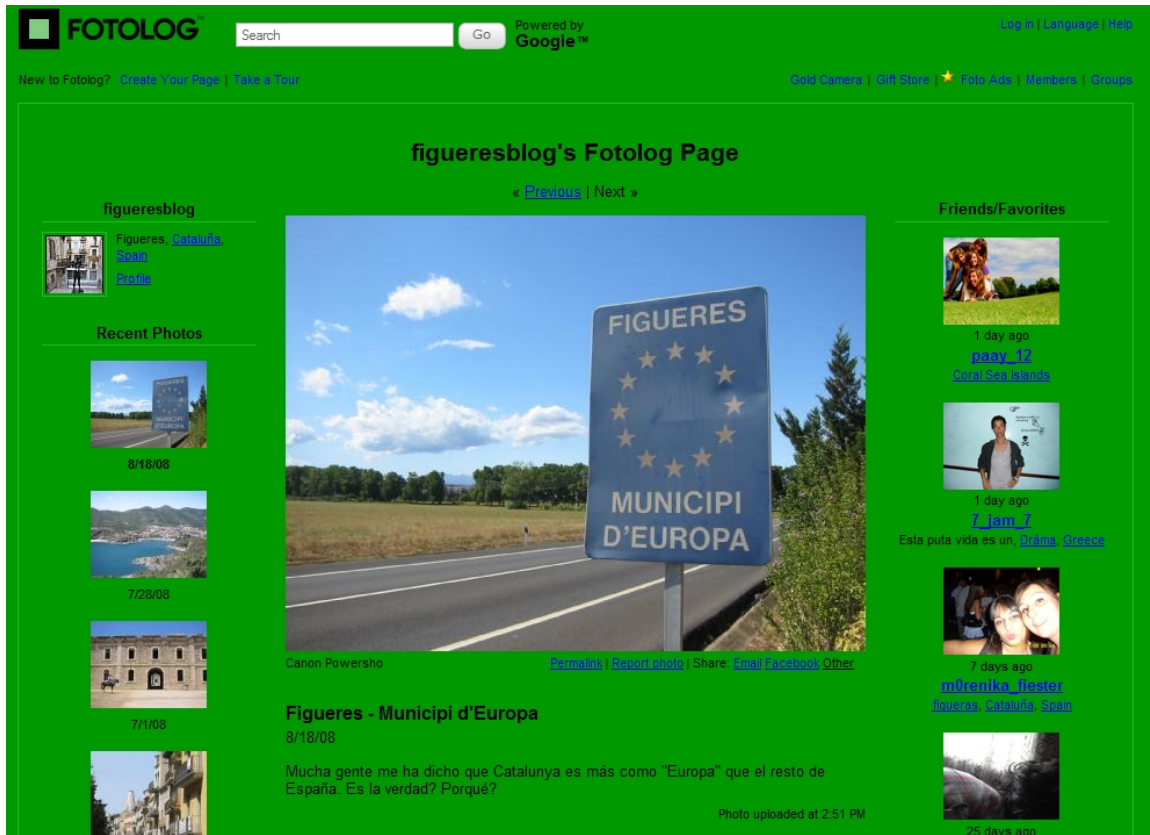 FOTOLOG™
Search
Go
Powered by
Google™
Log in | Language | Help
New to Fotolog? Create Your Page | Take a Tour
Gold Camera | Gift Store | Foto Ads | Members | Groups
figueresblog's Fotolog Page
« Previous | Next »
figueresblog
Figueres, Cataluña,
Spain
Profile
Recent Photos
8/18/08
7/28/08
7/1/08
FIGUERES
MUNICIPI
D'EUROPA
Canon Powersho
Permalink | Report photo | Share: Email Facebook Other
Figueres - Municipi d'Europa
8/18/08
Mucha gente me ha dicho que Catalunya es más como "Europa" que el resto de
España. Es la verdad? Porqué?
Photo uploaded at 2:51 PM
Friends/Favorites
1 day ago
paay_12
Coral Sea Islands
1 day ago
7_jam_7
Esta puta vida es un, Dráma, Greece
7 days ago
m0renika_fiester
figueras, Cataluña, Spain
25 days ago